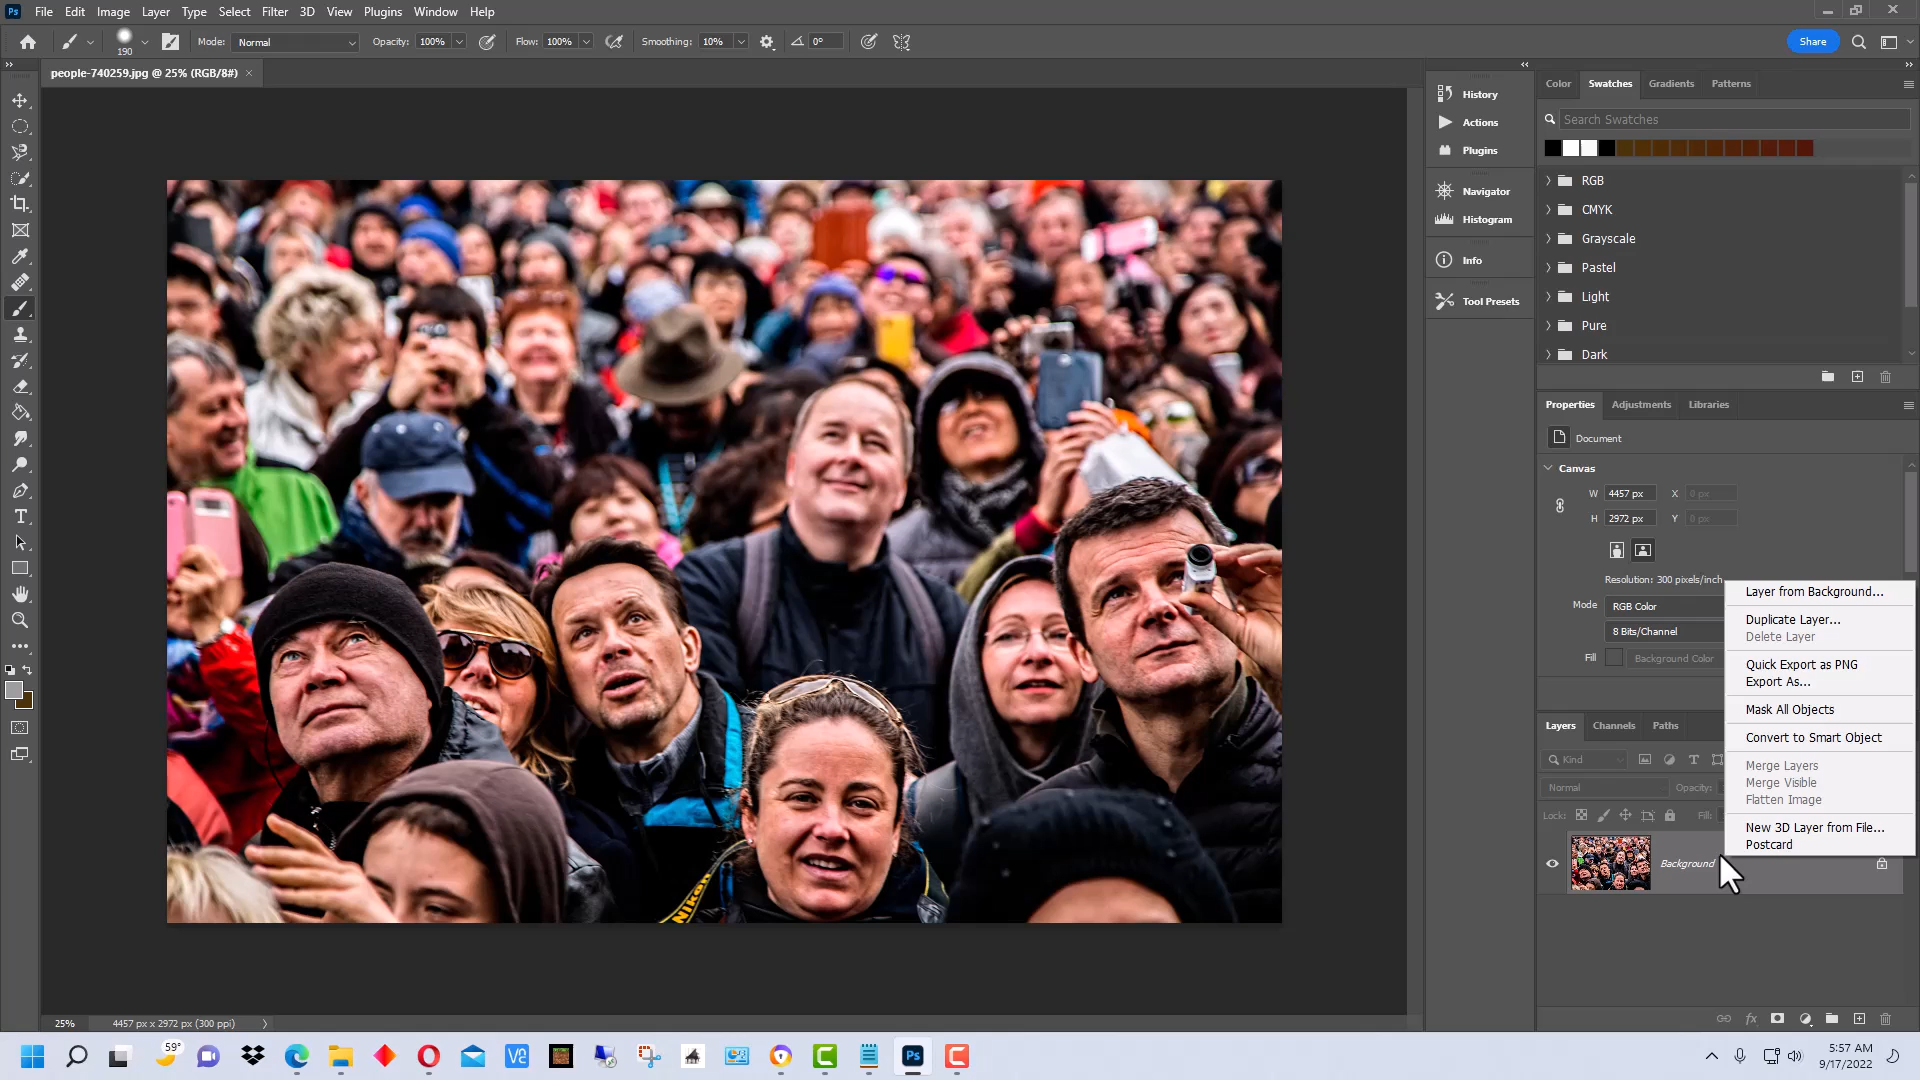 Ps File Edit Image Layer Type Select Filter 3D View Plugins Window Help
190 Mode: Normal Opacity: 100% Flow: 100% Smoothing: 10% 0° Share
people-740259.jpg @ 25% (RGB/8#) ×
History
Actions
Plugins
Navigator
Histogram
Info
Tool Presets
Color Swatches Gradients Patterns
Search Swatches
RGB
CMYK
Grayscale
Pastel
Light
Pure
Dark
Properties Adjustments Libraries
Document
Canvas
W 4457 px X 0 px
H 2972 px Y 0 px
Resolution: 300 pixels/inch
Mode RGB Color
8 Bits/Channel
Fill Background Color
Layers Channels Paths
Kind
Normal Opacity:
Lock: Fill:
Background
Layer from Background...
Duplicate Layer...
Delete Layer
Quick Export as PNG
Export As...
Mask All Objects
Convert to Smart Object
Merge Layers
Merge Visible
Flatten Image
New 3D Layer from File...
Postcard
Nikon
25% 4457 px x 2972 px (300 ppi)
59°
Ps
5:57 AM
9/17/2022